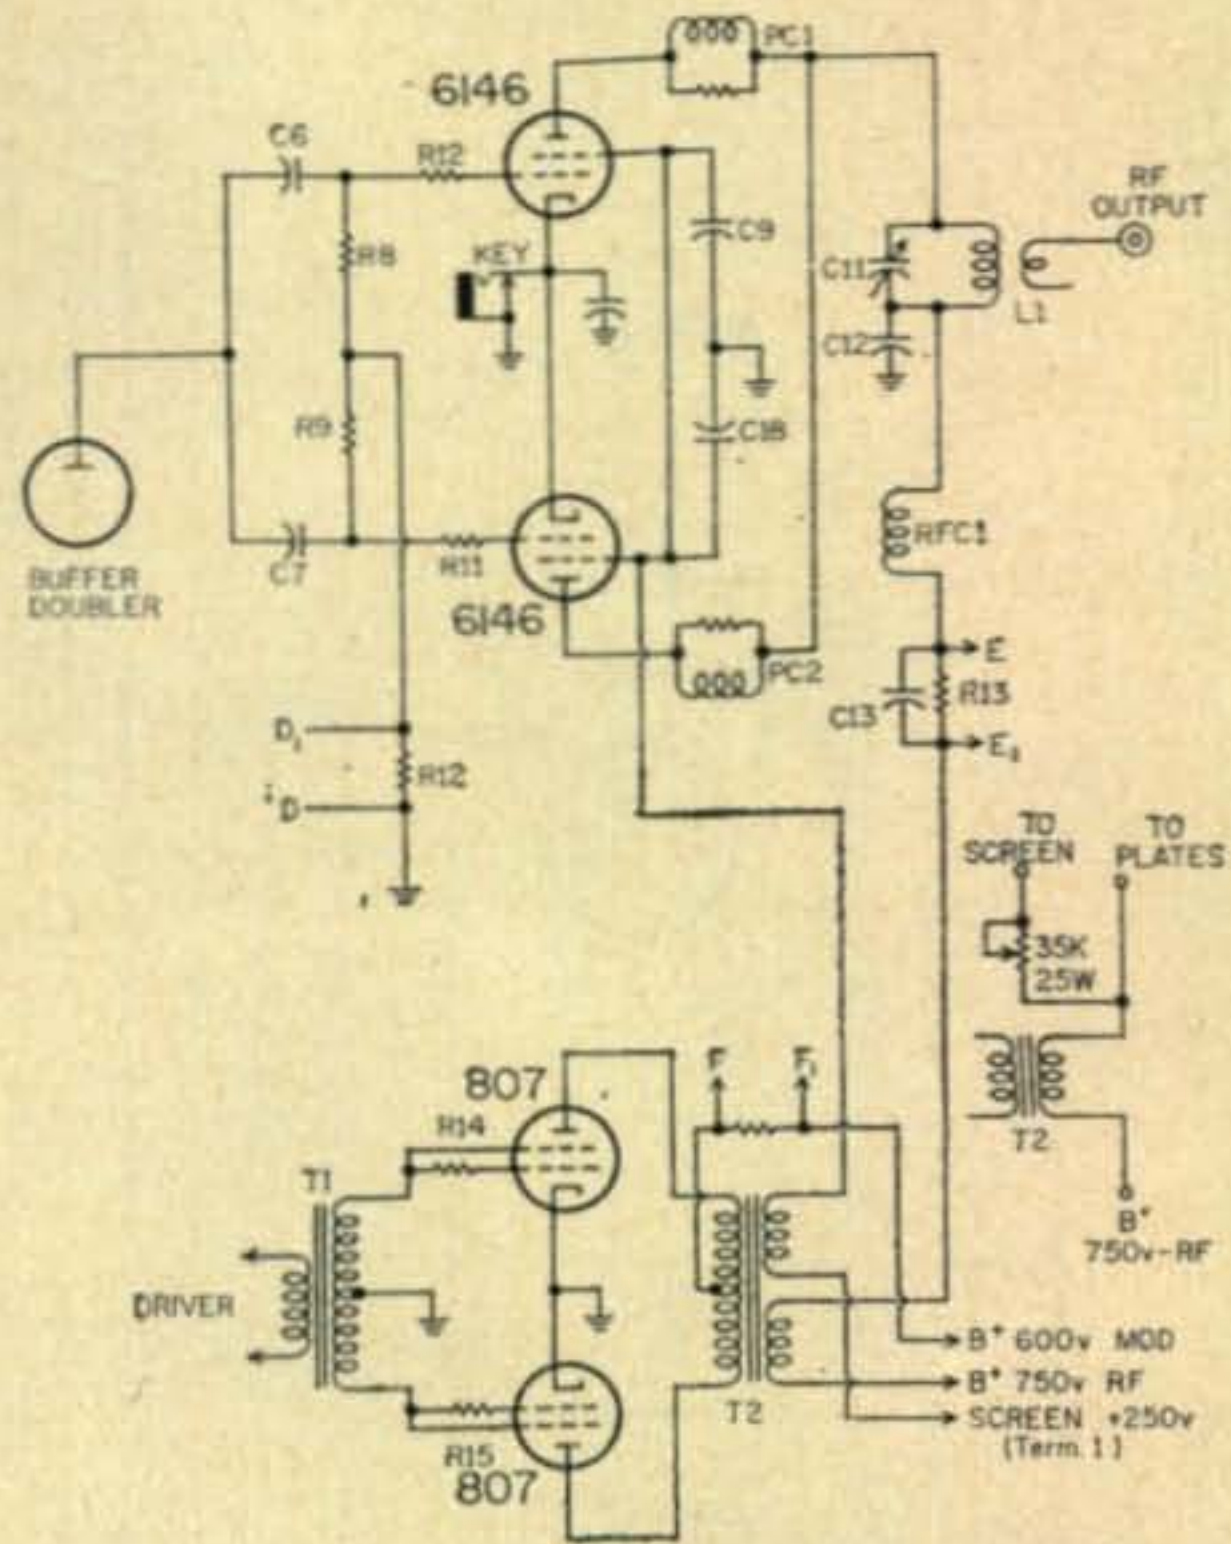 PC1
6146
C6
R12
RF
OUTPUT
R8
KEY
C9
C11
L1
C12
R9
C18
RFC1
BUFFER
DOUBLER
C7
R11
6146
PC2
E
R13
C13
E₁
D₁
R12
D
TO
SCREEN
TO
PLATES
35K
25W
807
F
F₁
R14
T1
T2
B+
750v-RF
DRIVER
B+ 600v MOD
B+ 750v RF
T2
SCREEN +250v
(Term. 1)
R15
807